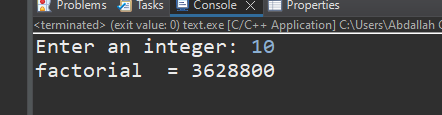 Problems Tasks Console Properties
<terminated> (exit value: 0) text.exe [C/C++ Application] C:\Users\Abdallah
Enter an integer: 10
factorial  = 3628800